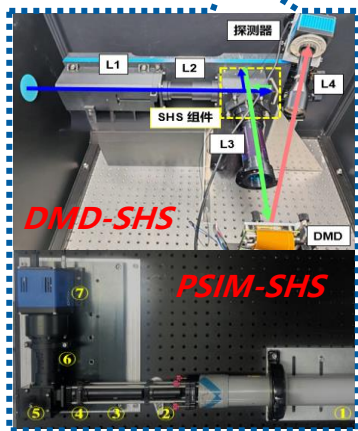 探测器
L1
L2
L4
SHS 组件
L3
DMD-SHS
DMD
⑦
PSIM-SHS
⑥
⑤
④
③
②
①